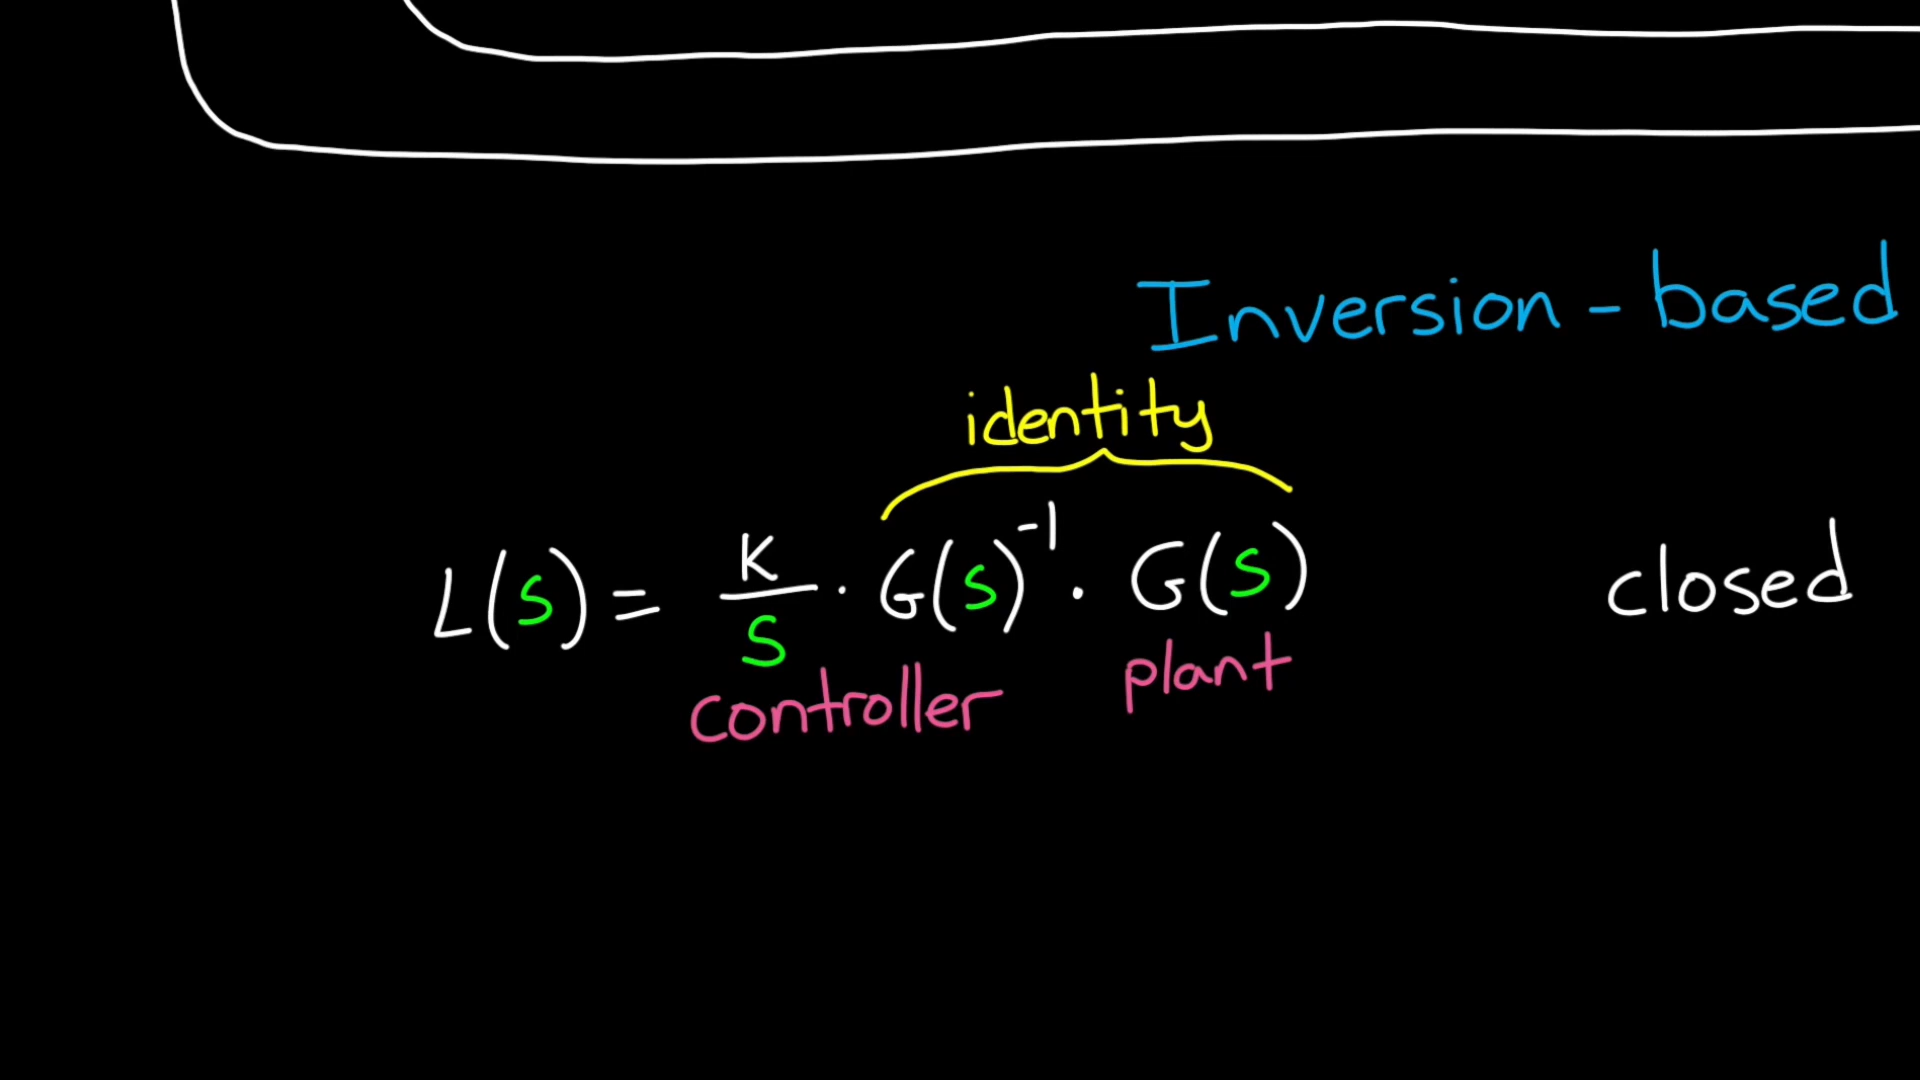 Inversion-based
identity
L(s) = K/s · G(s)⁻¹ · G(s)
closed
controller
plant